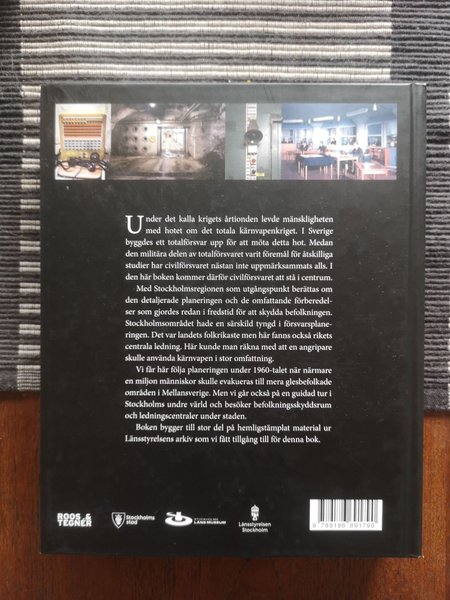 Under det kalla krigets årtionden levde mänskligheten
med hotet om det totala kärnvapenkriget. I Sverige
byggdes ett totalförsvar upp för att möta detta hot. Medan
den militära delen av totalförsvaret varit föremål för åtskilliga
studier har civilförsvaret nästan inte uppmärksammats alls. I
den här boken kommer därför civilförsvaret att stå i centrum.
Med Stockholmsregionen som utgångspunkt berättas om
den detaljerade planeringen och de omfattande förberedel-
ser som gjordes redan i fredstid för att skydda befolkningen.
Stockholmsområdet hade en särskild tyngd i försvarsplane-
ringen. Det var landets folkrikaste men här fanns också rikets
centrala ledning. Här kunde man räkna med att en angripare
skulle använda kärnvapen i stor omfattning.
Vi får här följa planeringen under 1960-talet när närmare
en miljon människor skulle evakueras till mera glesbefolkade
områden i Mellansverige. Men vi går också på en guidad tur i
Stockholms undre värld och besöker befolkningsskyddsrum
och ledningscentraler under staden.
Boken bygger till stor del på hemligstämplat material ur
Länsstyrelsens arkiv som vi fått tillgång till för denna bok.
ROOS &
TEGNÉR
Stockholms
stad
STOCKHOLMS
LÄNS MUSEUM
Länsstyrelsen
Stockholm
9 789186 691790